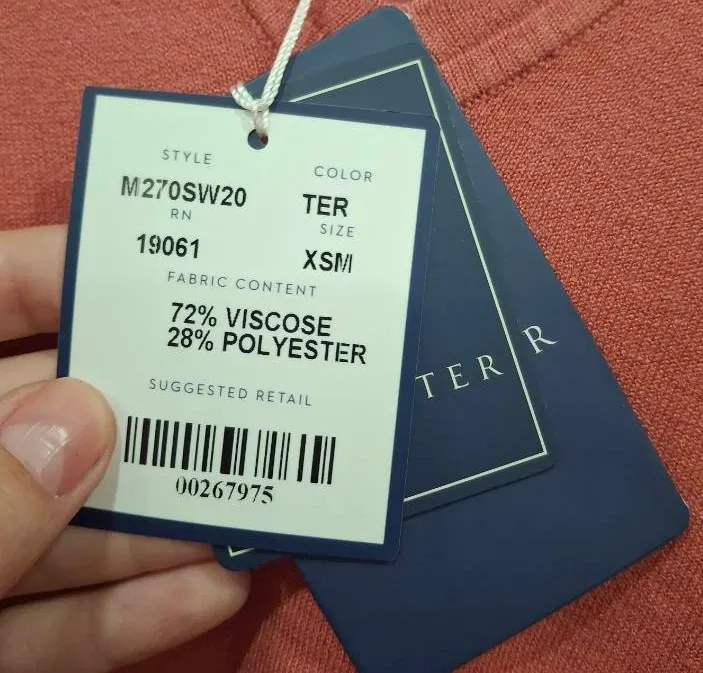 STYLE
COLOR
M270SW20
TER
RN
SIZE
19061
XSM
FABRIC CONTENT
72% VISCOSE
28% POLYESTER
SUGGESTED RETAIL
00267975
TER
R